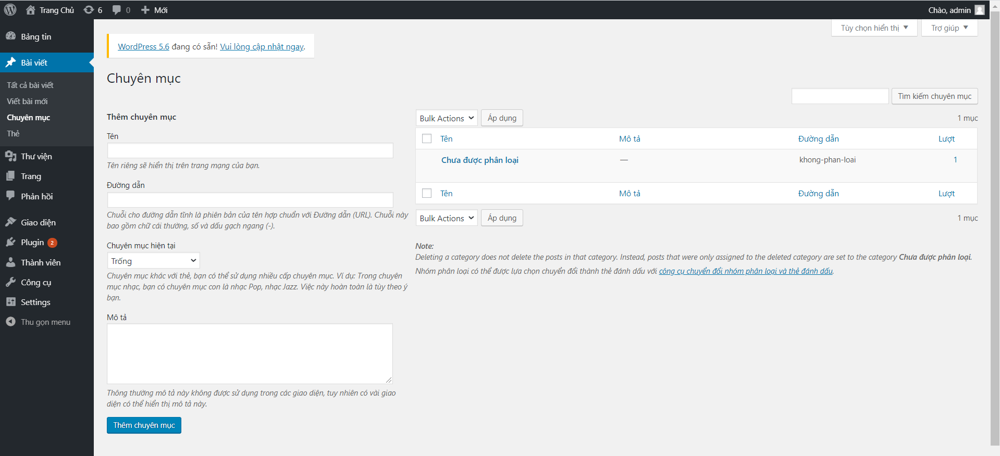 Trang Chủ 6 0 Mới Chào, admin
Tùy chọn hiển thị Trợ giúp
Bảng tin
Bài viết
Tất cả bài viết
Viết bài mới
Chuyên mục
Thẻ
Thư viện
Trang
Phản hồi
Giao diện
Plugin 2
Thành viên
Công cụ
Settings
Thu gọn menu
WordPress 5.6 đang có sẵn! Vui lòng cập nhật ngay.
Chuyên mục
Tìm kiếm chuyên mục
Thêm chuyên mục
Tên
Tên riêng sẽ hiển thị trên trang mạng của bạn.
Đường dẫn
Chuỗi cho đường dẫn tĩnh là phiên bản của tên hợp chuẩn với Đường dẫn (URL). Chuỗi này
bao gồm chữ cái thường, số và dấu gạch ngang (-).
Chuyên mục hiện tại
Trống
Chuyên mục khác với thẻ, bạn có thể sử dụng nhiều cấp chuyên mục. Ví dụ: Trong chuyên
mục nhạc, bạn có chuyên mục con là nhạc Pop, nhạc Jazz. Việc này hoàn toàn là tùy theo ý
bạn.
Mô tả
Thông thường mô tả này không được sử dụng trong các giao diện, tuy nhiên có vài giao
diện có thể hiển thị mô tả này.
Thêm chuyên mục
Bulk Actions Áp dụng 1 mục
Tên Mô tả Đường dẫn Lượt
Chưa được phân loại — khong-phan-loai 1
Tên Mô tả Đường dẫn Lượt
Bulk Actions Áp dụng 1 mục
Note:
Deleting a category does not delete the posts in that category. Instead, posts that were only assigned to the deleted category are set to the category Chưa được phân loại.
Nhóm phân loại có thể được lựa chọn chuyển đổi thành thẻ đánh dấu với công cụ chuyển đổi nhóm phân loại và thẻ đánh dấu.